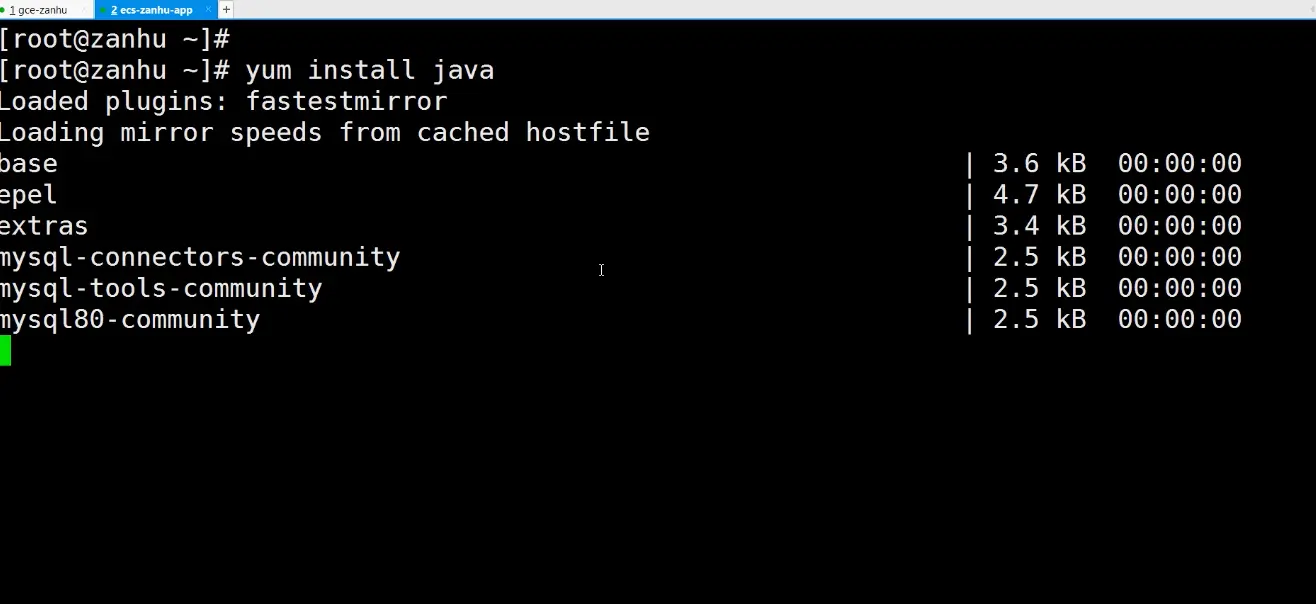 1 gce-zanhu 2 ecs-zanhu-app × +
[root@zanhu ~]#
[root@zanhu ~]# yum install java
Loaded plugins: fastestmirror
Loading mirror speeds from cached hostfile
base | 3.6 kB 00:00:00
epel | 4.7 kB 00:00:00
extras | 3.4 kB 00:00:00
mysql-connectors-community | 2.5 kB 00:00:00
mysql-tools-community | 2.5 kB 00:00:00
mysql80-community | 2.5 kB 00:00:00